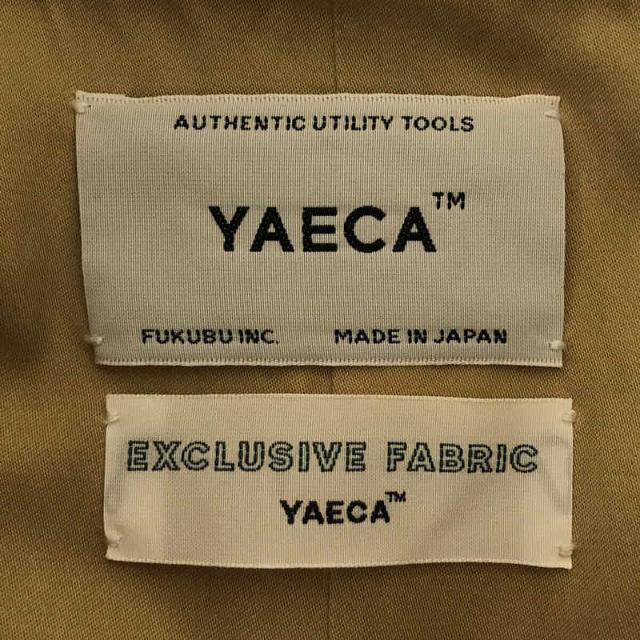 AUTHENTIC UTILITY TOOLS
YAECA™
FUKUBU INC. MADE IN JAPAN
EXCLUSIVE FABRIC
YAECA™